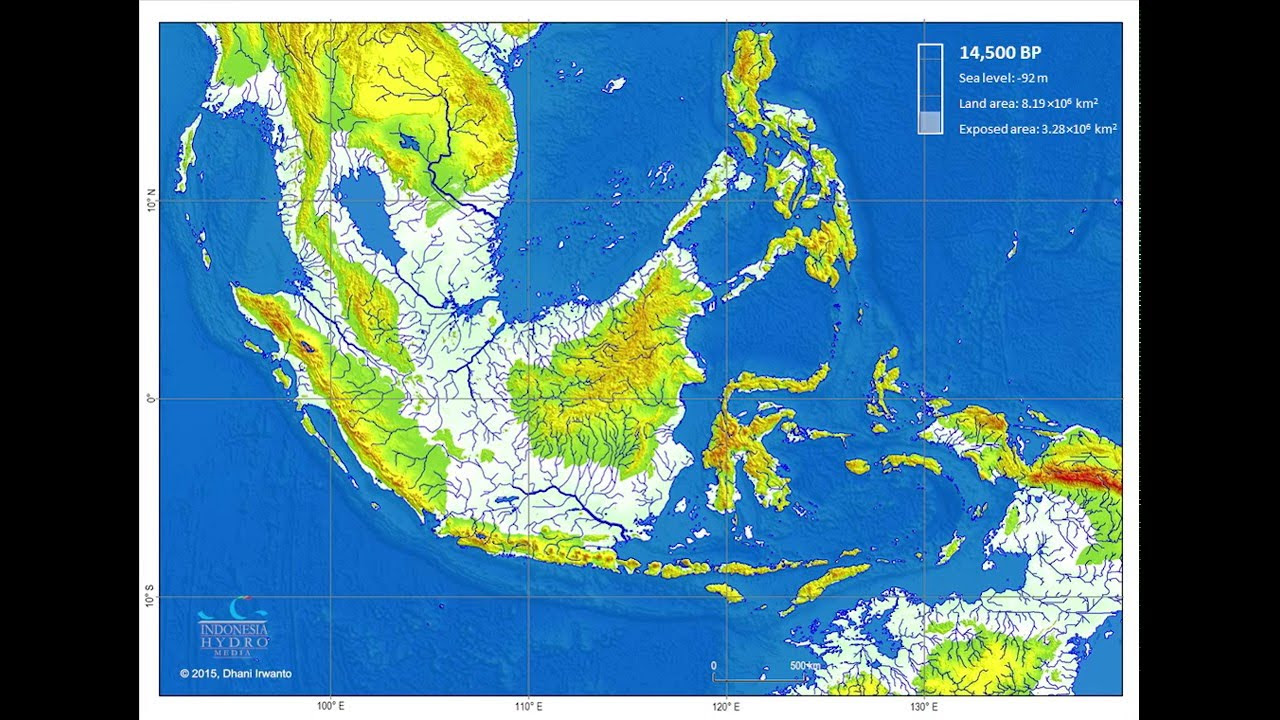 14,500 BP
Sea level: -92 m
Land area: 8.19×10⁶ km²
Exposed area: 3.28×10⁶ km²
10° N
0°
10° S
INDONESIA
HYDRO
MEDIA
© 2015, Dhani Irwanto
0 500 km
100° E 110° E 120° E 130° E